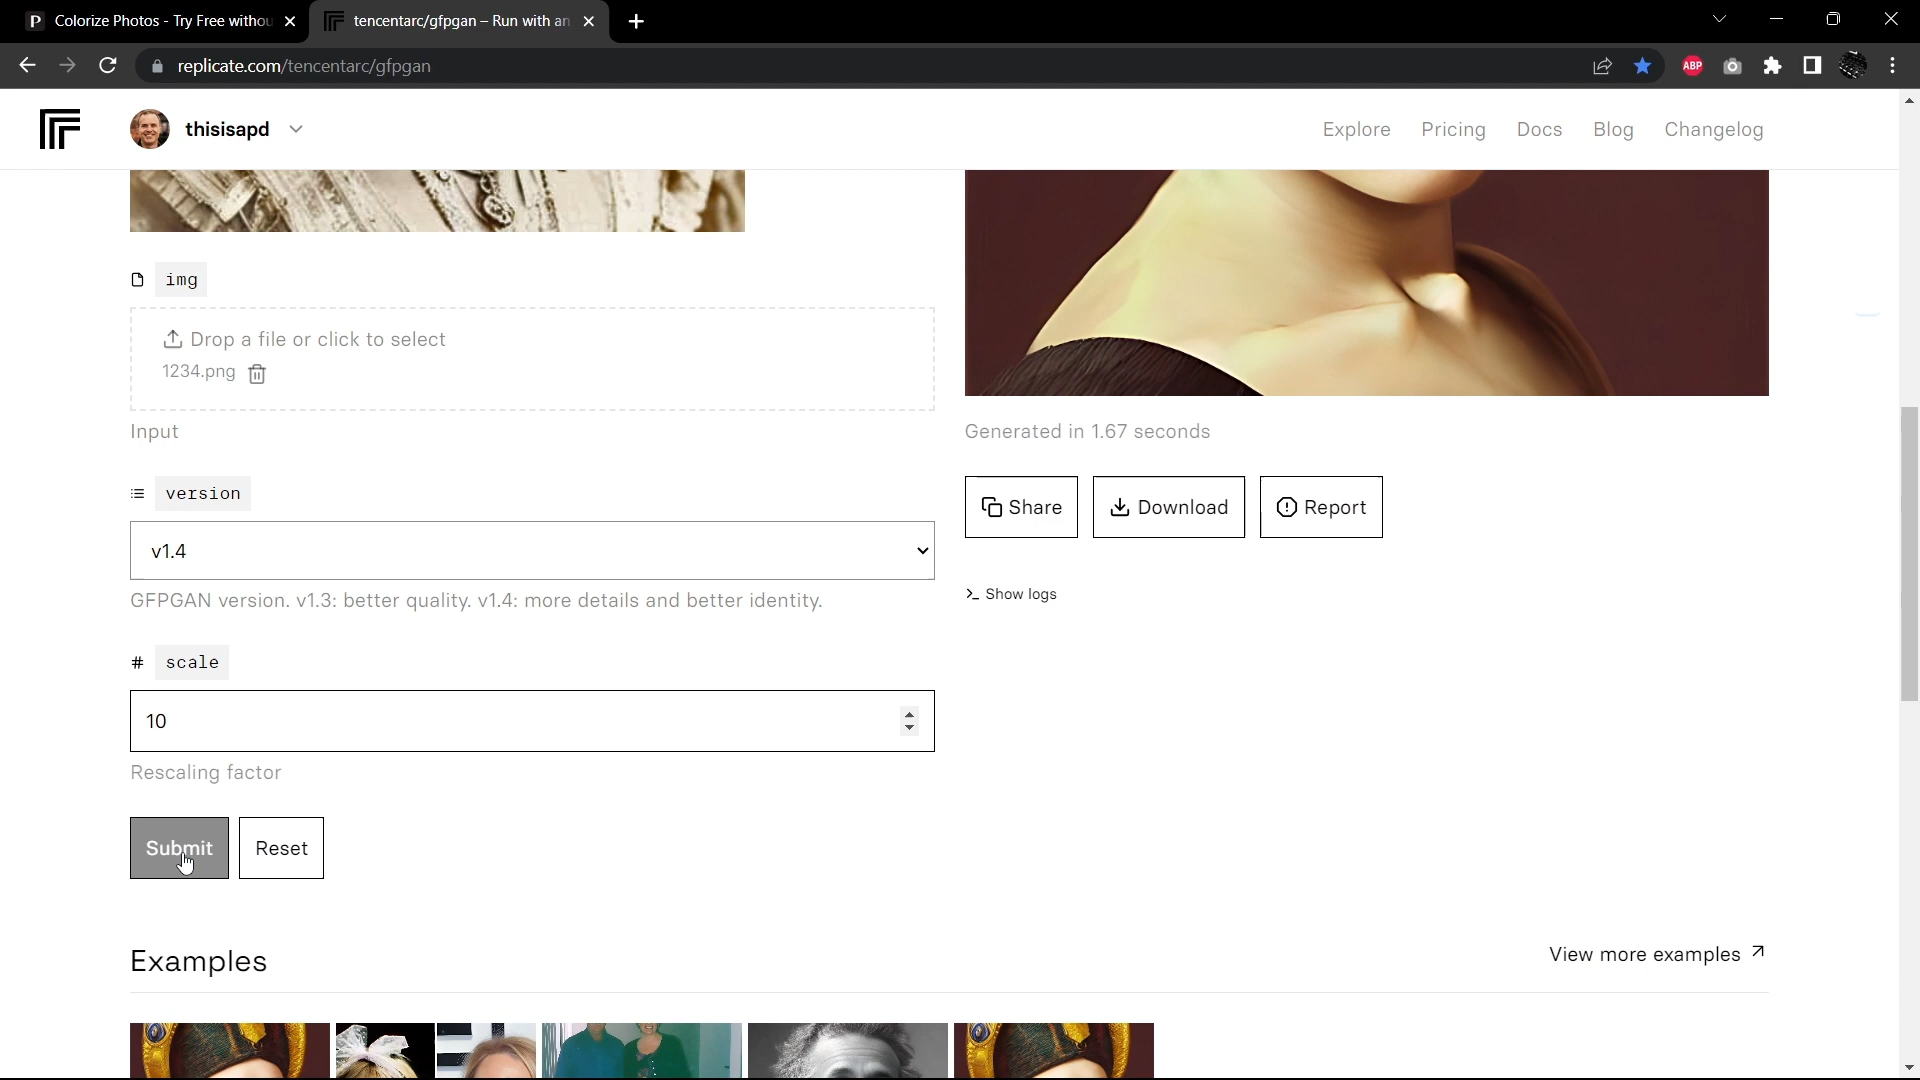 P Colorize Photos - Try Free withou
tencentarc/gfpgan – Run with an
replicate.com/tencentarc/gfpgan
ABP
thisisapd
Explore
Pricing
Docs
Blog
Changelog
img
Drop a file or click to select
1234.png
Input
version
v1.4
GFPGAN version. v1.3: better quality. v1.4: more details and better identity.
# scale
10
Rescaling factor
Submit
Reset
Generated in 1.67 seconds
Share
Download
Report
Show logs
Examples
View more examples